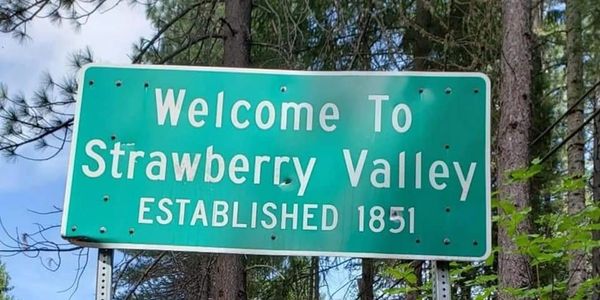 Welcome To
Strawberry Valley
ESTABLISHED 1851